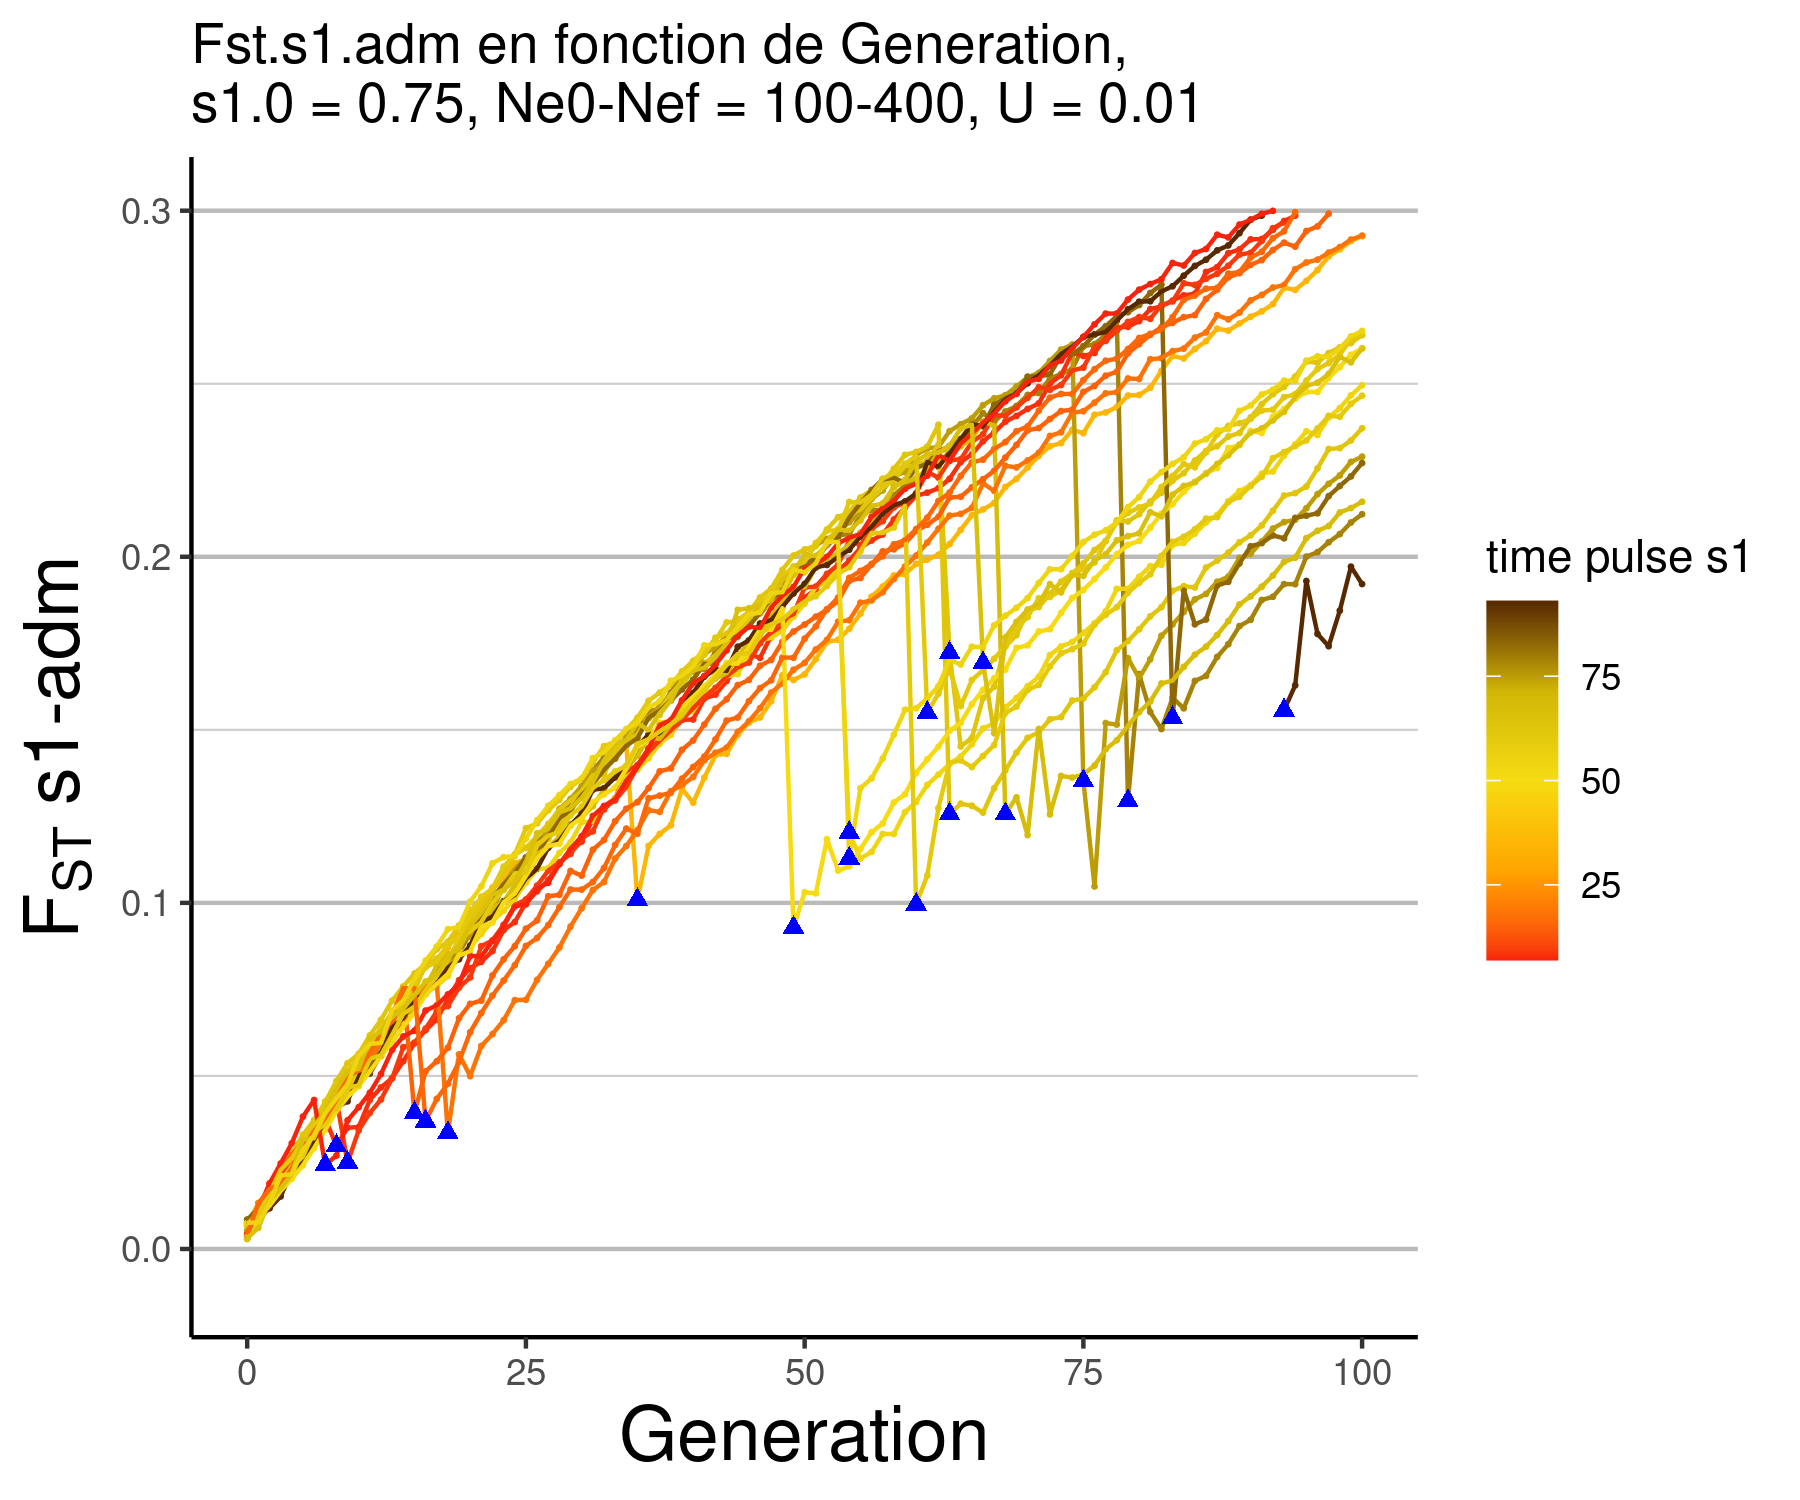 Fst.s1.adm en fonction de Generation,
s1.0 = 0.75, Ne0-Nef = 100-400, U = 0.01
0.3
0.2
0.1
0.0
FST s1-adm
0 25 50 75 100
Generation
time pulse s1
75
50
25